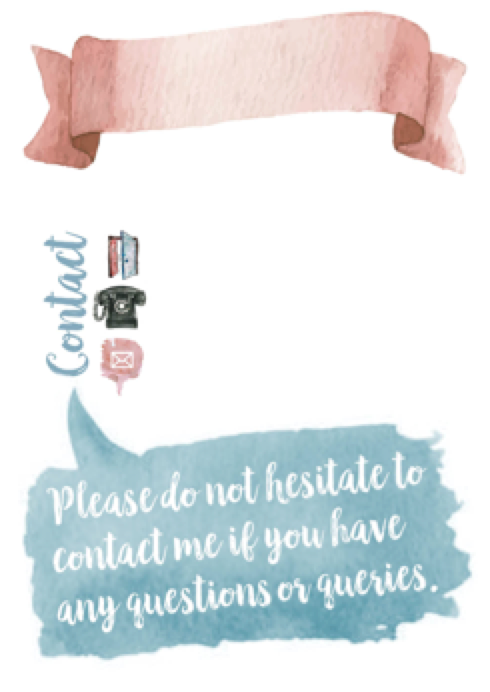 Contact
Please do not hesitate to
contact me if you have
any questions or queries.